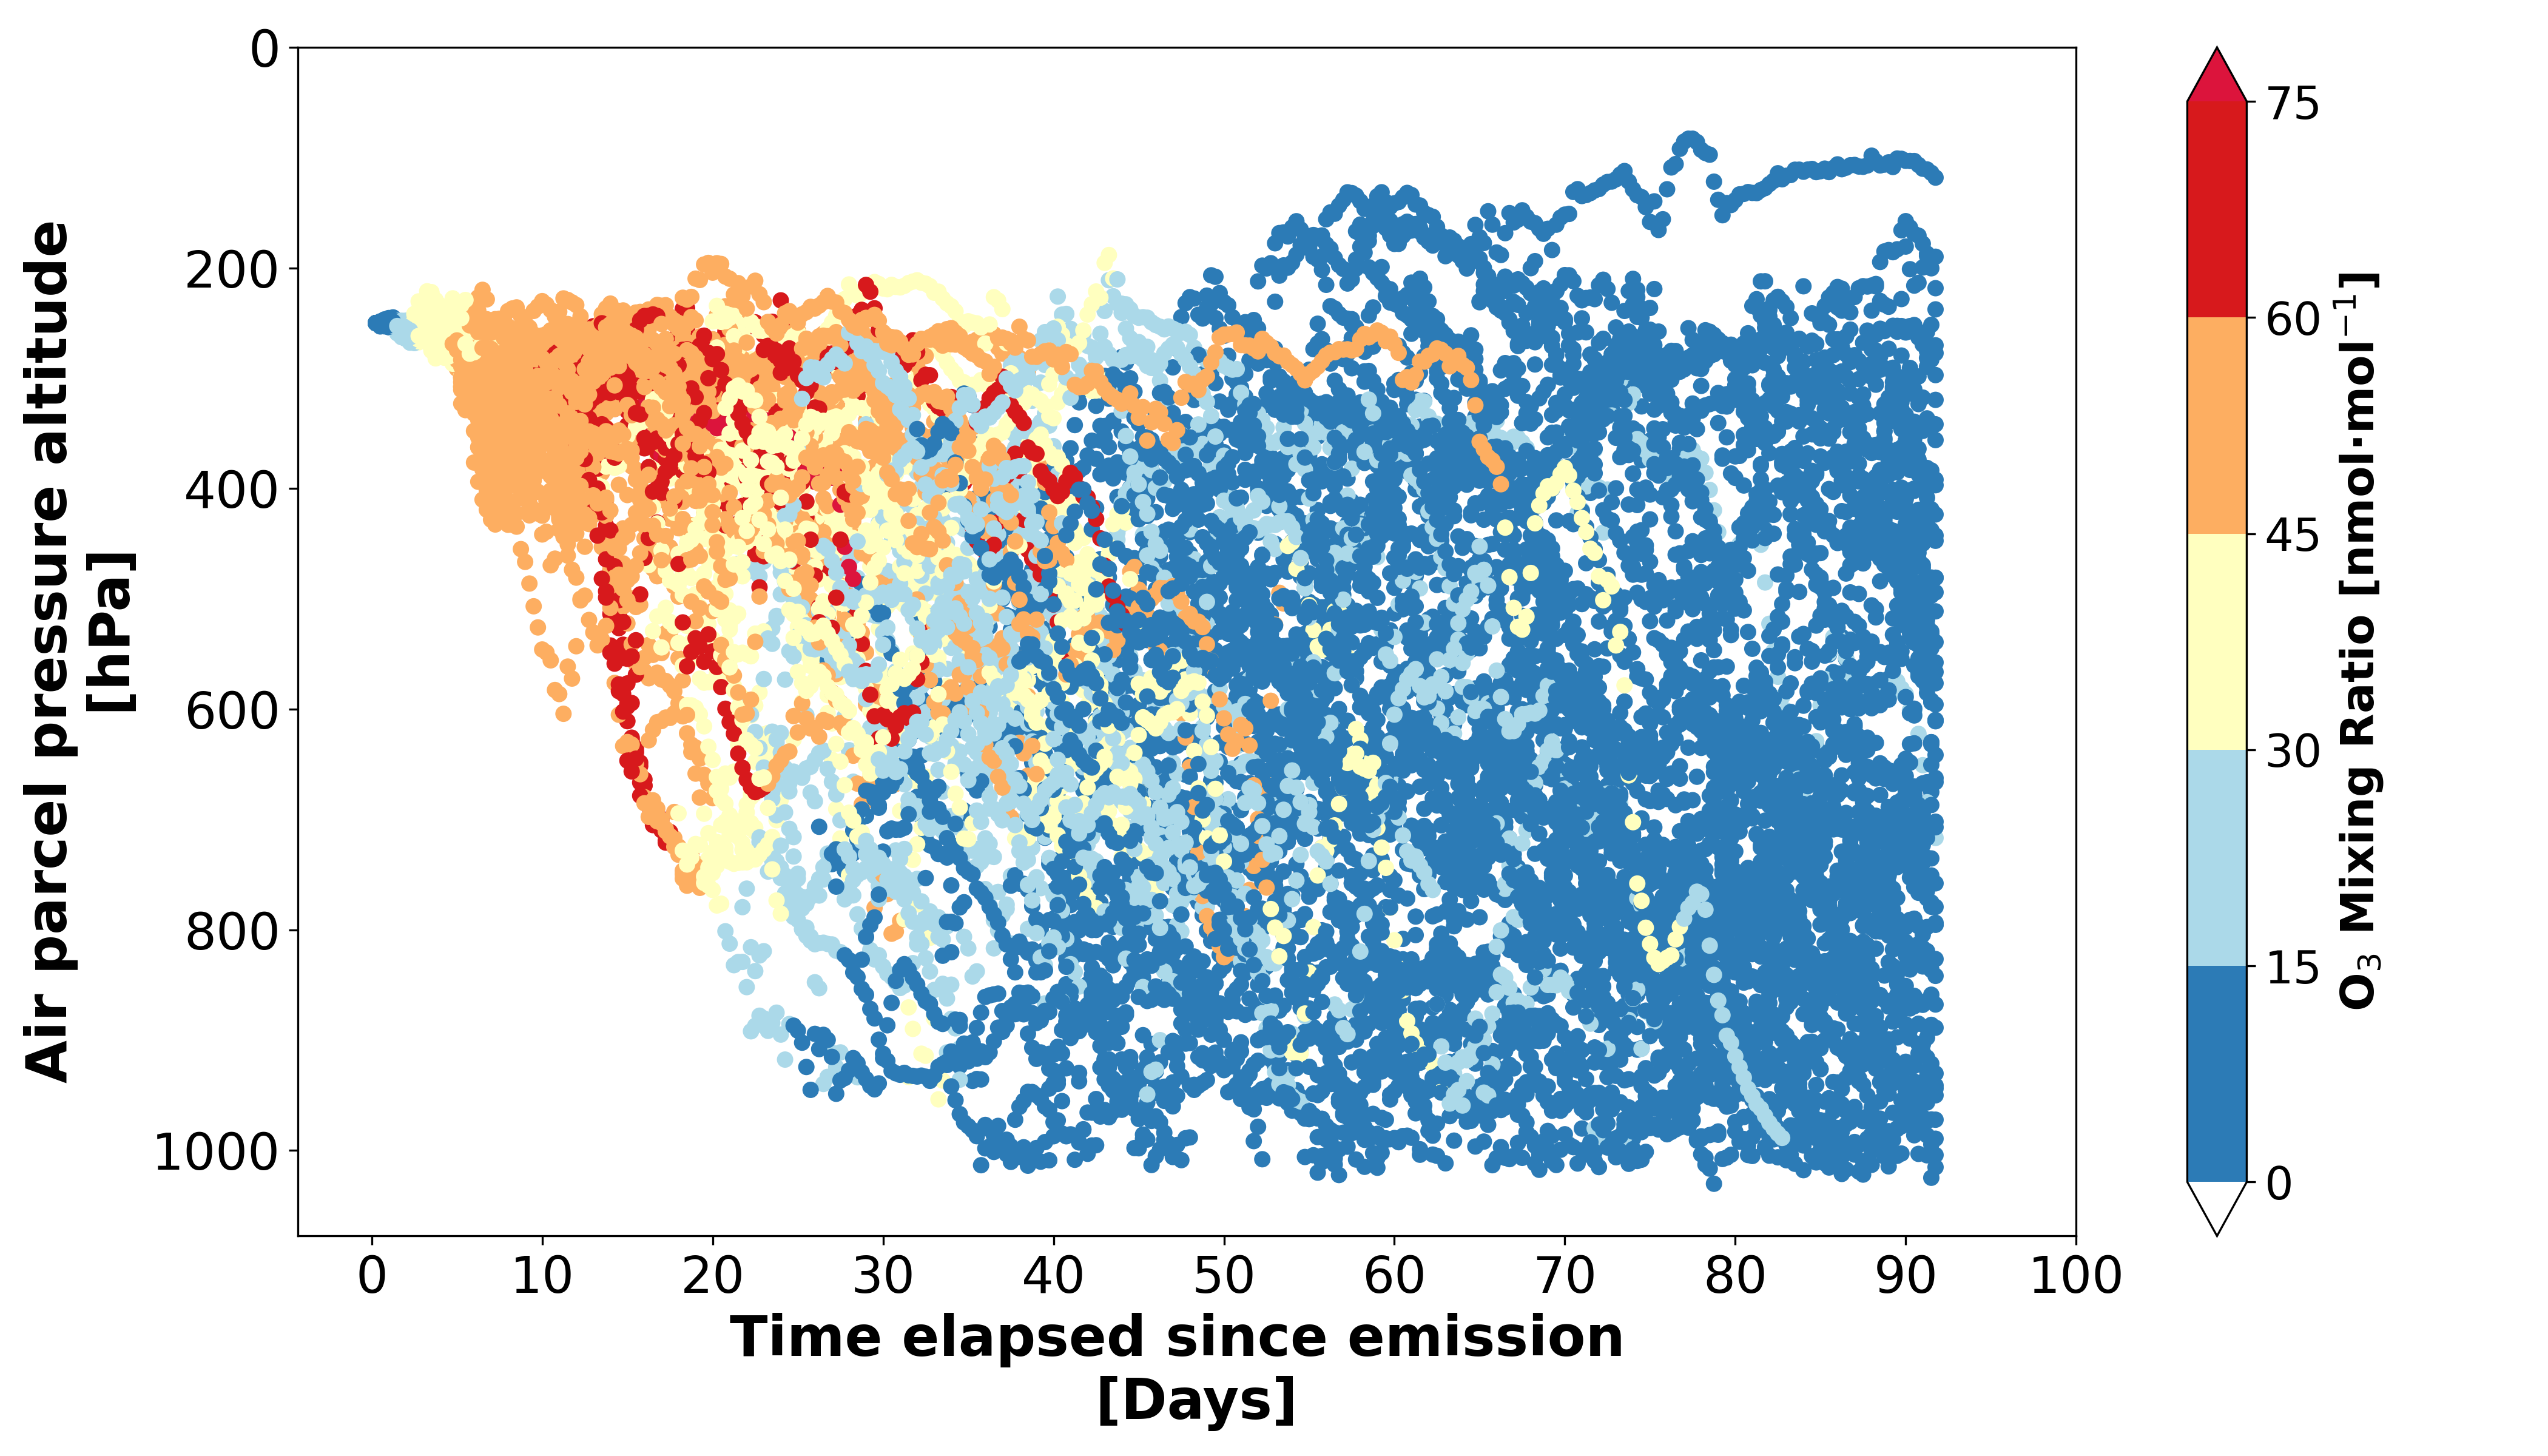 0
200
400
600
800
1000
Air parcel pressure altitude
[hPa]
0 10 20 30 40 50 60 70 80 90 100
Time elapsed since emission
[Days]
75
60
45
30
15
0
O₃ Mixing Ratio [nmol·mol⁻¹]